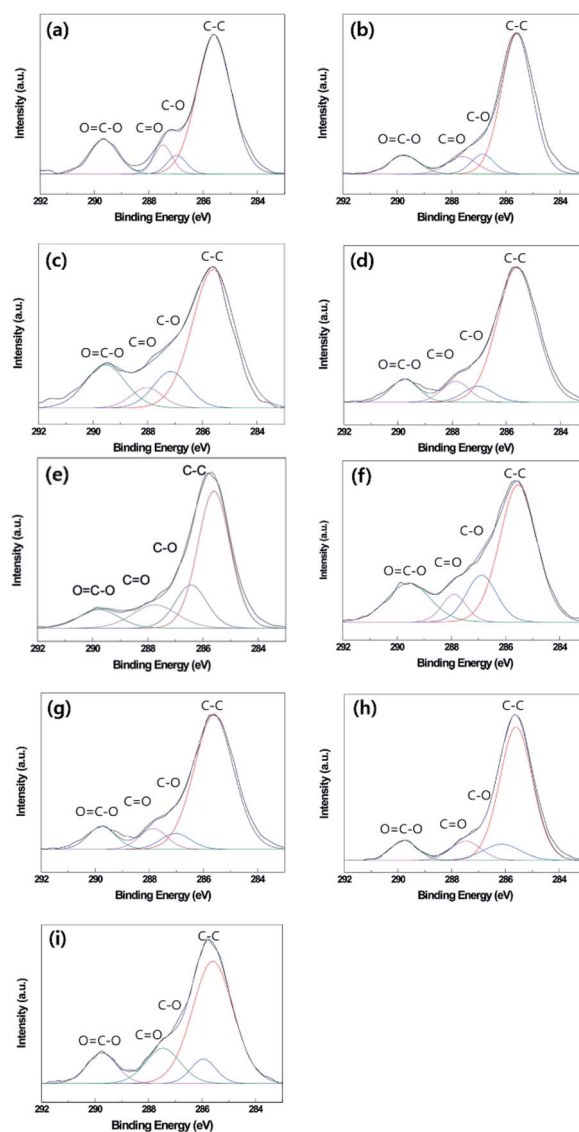 (a)
C-C
C-O
C=O
O=C-O
Intensity (a.u.)
292 290 288 286 284
Binding Energy (eV)
(b)
C-C
C-O
C=O
O=C-O
Intensity (a.u.)
292 290 288 286 284
Binding Energy (eV)
(c)
C-C
C-O
C=O
O=C-O
Intensity (a.u.)
292 290 288 286 284
Binding Energy (eV)
(d)
C-C
C-O
C=O
O=C-O
Intensity (a.u.)
292 290 288 286 284
Binding Energy (eV)
(e)
C-C
C-O
C=O
O=C-O
Intensity (a.u.)
292 290 288 286 284
Binding Energy (eV)
(f)
C-C
C-O
C=O
O=C-O
Intensity (a.u.)
292 290 288 286 284
Binding Energy (eV)
(g)
C-C
C-O
C=O
O=C-O
Intensity (a.u.)
292 290 288 286 284
Binding Energy (eV)
(h)
C-C
C-O
C=O
O=C-O
Intensity (a.u.)
292 290 288 286 284
Binding Energy (eV)
(i)
C-C
C-O
C=O
O=C-O
Intensity (a.u.)
292 290 288 286 284
Binding Energy (eV)